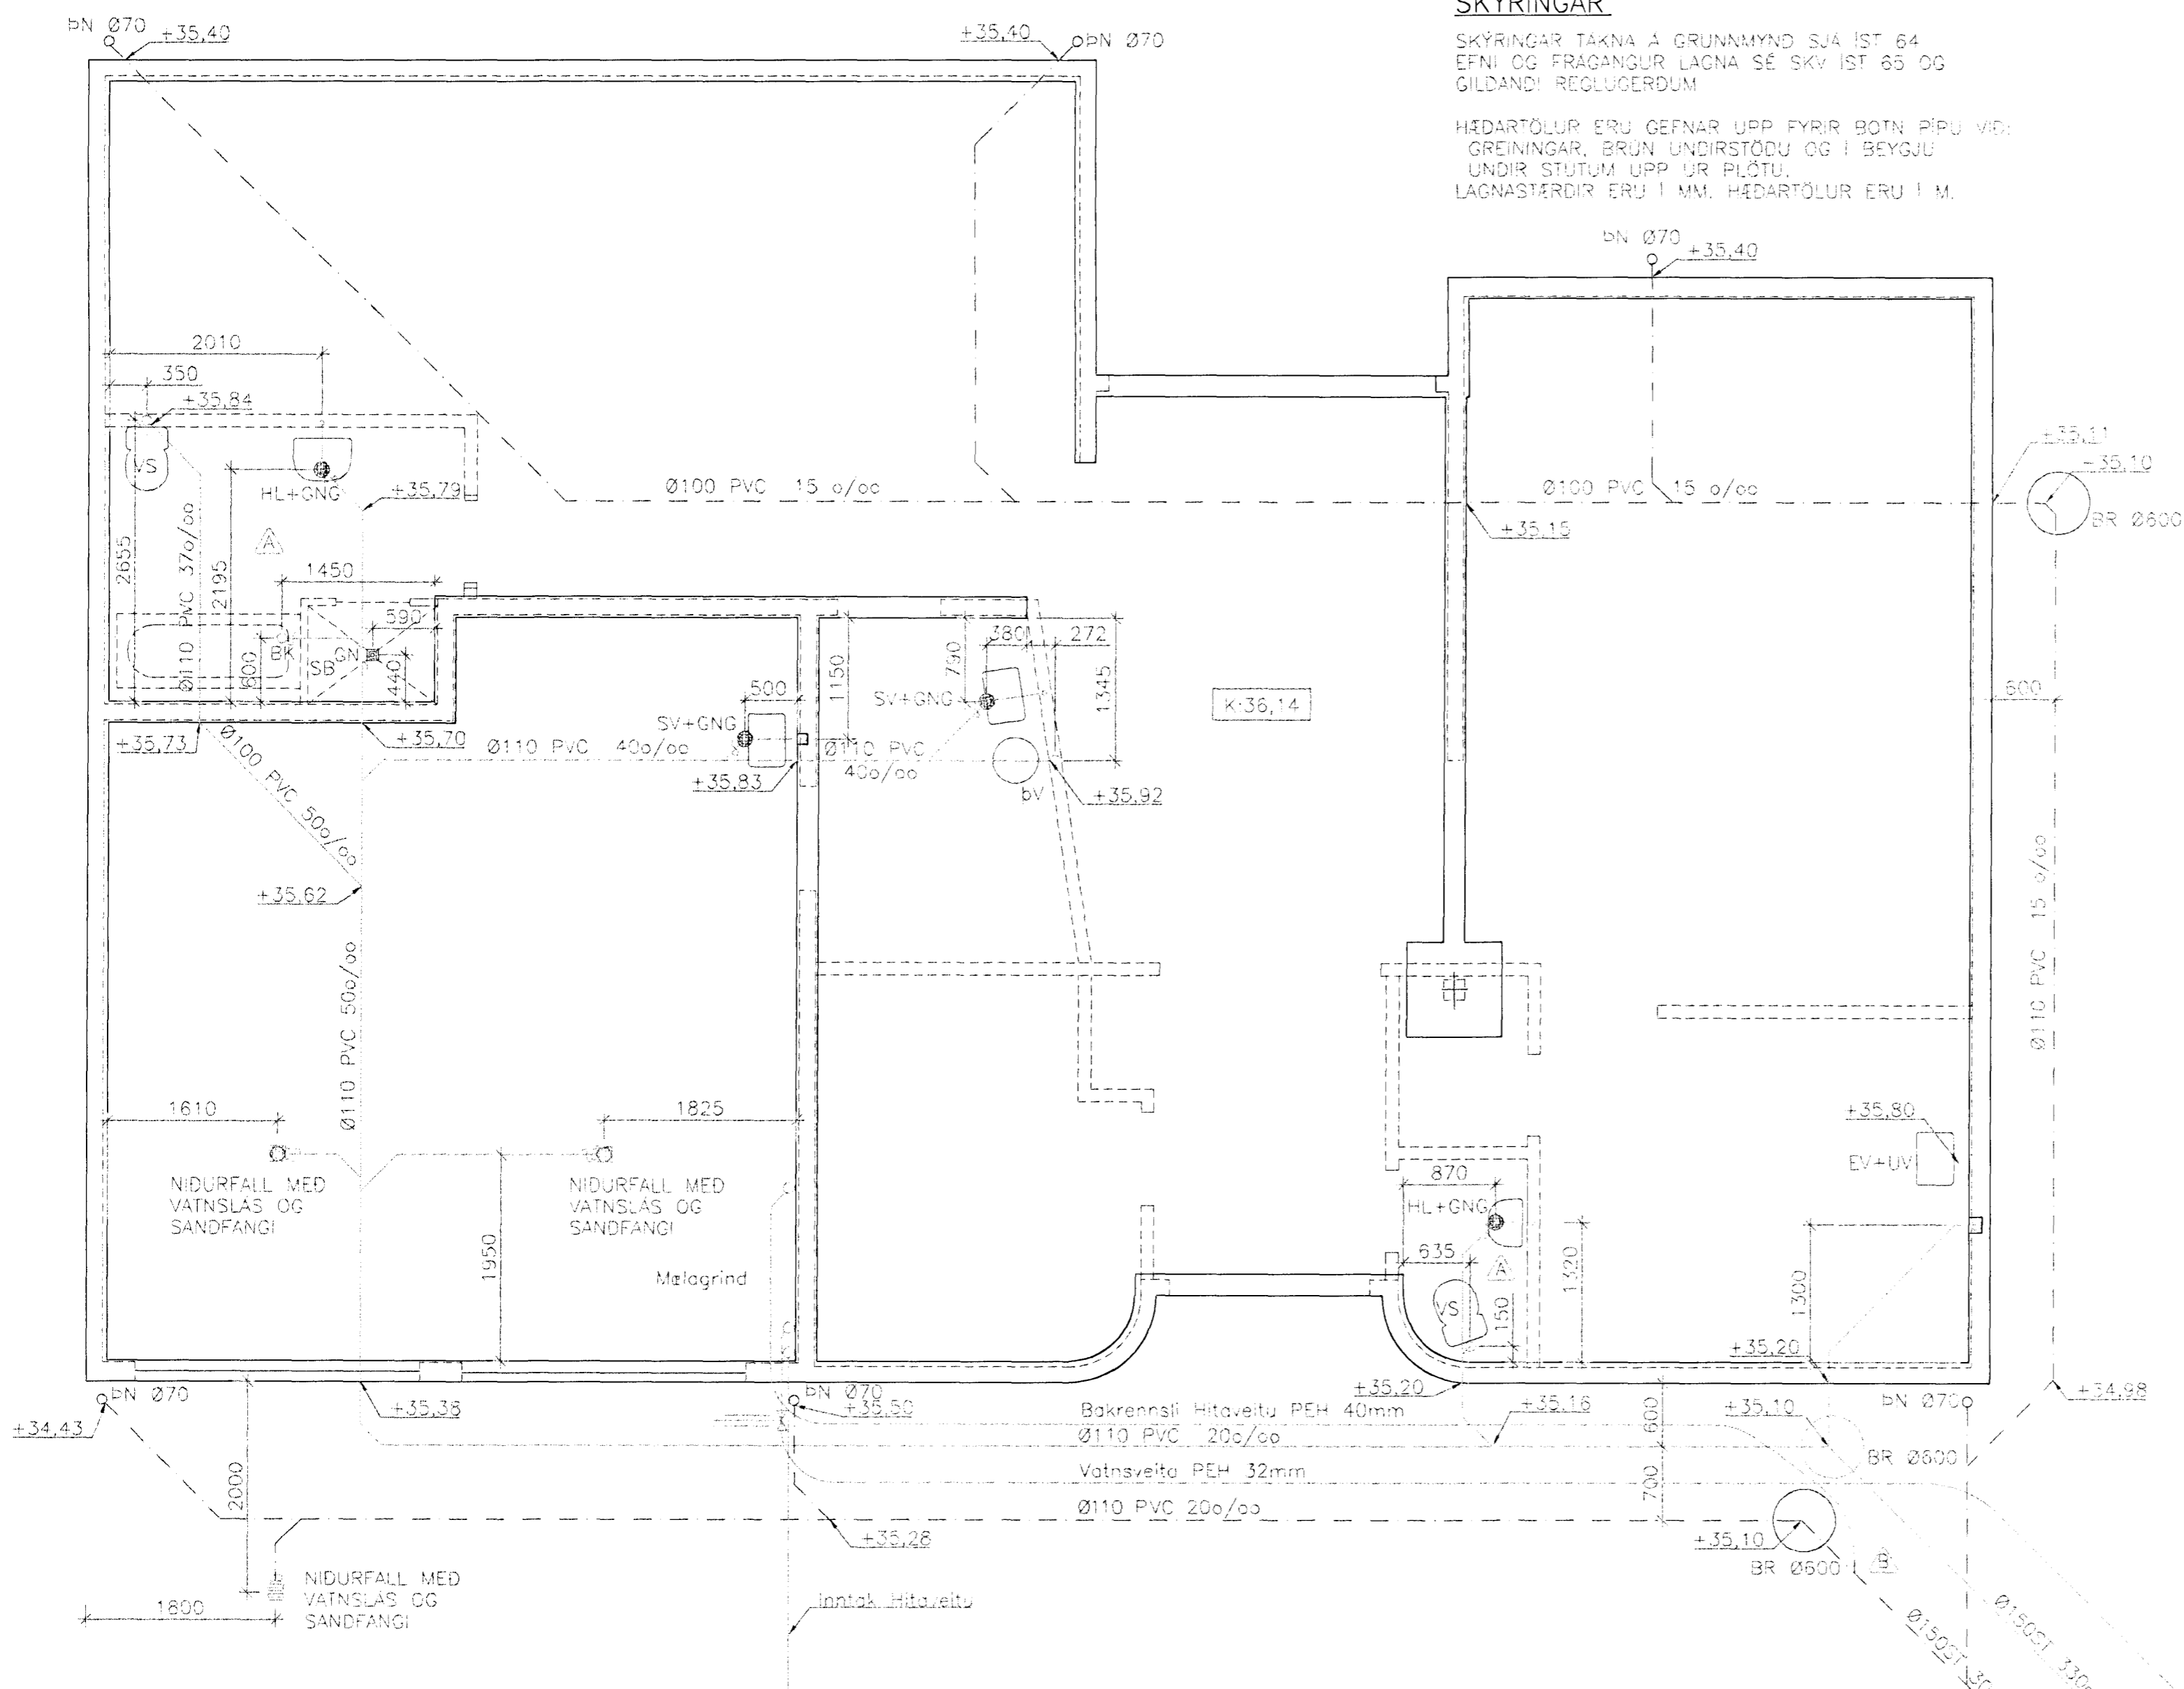 SKÝRINGAR
SKÝRINGAR TÁKNA Á GRUNNMYND SJÁ ÍST 64
EFNI OG FRÁGANGUR LAGNA SÉ SKV ÍST 65 OG
GILDANDI REGLUGERÐUM
HÆÐARTÖLUR ERU GEFNAR UPP FYRIR BOTN PÍPU VIÐ:
GREININGAR, BRÚN UNDIRSTÖÐU OG Í BEYGJU
UNDIR STÚTUM UPP ÚR PLÖTU.
LAGNASTÆRÐIR ERU Í MM. HÆÐARTÖLUR ERU Í M.
ÞN Ø70
+35,40
+35,40
ÞN Ø70
ÞN Ø70
+35,40
2010
350
+35,84
VS
HL+GNG
+35,79
Ø100 PVC 15 o/oo
Ø100 PVC 15 o/oo
+35,11
+35,10
BR Ø600
+35,15
A
2655
Ø110 PVC 37o/oo
2195
1450
590
BK
GN
SB
600
440
380
272
790
1150
1345
500
SV+GNG
SV+GNG
K-36,14
600
+35,73
+35,70
Ø110 PVC 40o/oo
Ø110 PVC
40o/oo
+35,83
ÞV
+35,92
Ø100 PVC 50o/oo
+35,62
Ø110 PVC 50o/oo
Ø110 PVC 15 o/oo
1610
1825
+35,80
EV+UV
NIÐURFALL MEÐ
VATNSLÁS OG
SANDFANGI
NIÐURFALL MEÐ
VATNSLÁS OG
SANDFANGI
870
HL+GNG
635
A
1320
1300
VS
150
1950
Mælagrind
+35,20
+35,20
ÞN Ø70
+34,43
+35,38
ÞN Ø70
+35,50
Bakrennsli Hitaveitu PEH 40mm
Ø110 PVC 20o/oo
+35,16
600
+35,10
ÞN Ø70
+34,98
BR Ø600
2000
Vatnsveita PEH 32mm
700
Ø110 PVC 20o/oo
+35,28
+35,10
BR Ø600
B
NIÐURFALL MEÐ
VATNSLÁS OG
SANDFANGI
1800
Inntak Hitaveitu
Ø150ST 30
Ø150ST 330